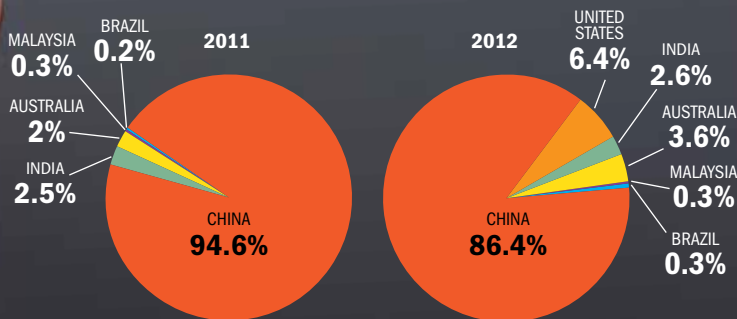 2011
BRAZIL
0.2%
MALAYSIA
0.3%
AUSTRALIA
2%
INDIA
2.5%
CHINA
94.6%
2012
UNITED
STATES
6.4%
INDIA
2.6%
AUSTRALIA
3.6%
MALAYSIA
0.3%
BRAZIL
0.3%
CHINA
86.4%